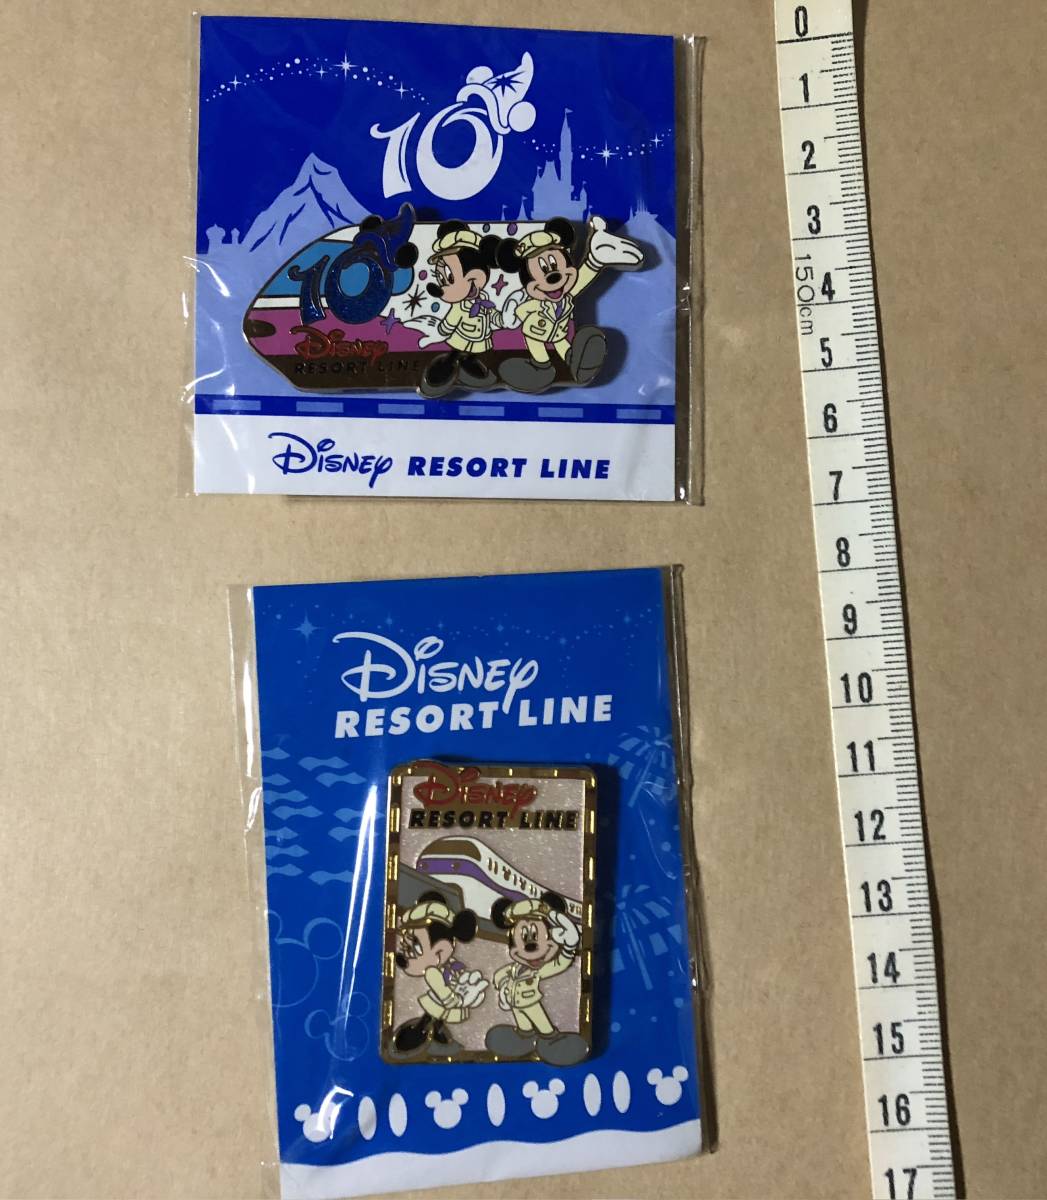 10
10
Disney
RESORT LINE
Disney RESORT LINE
Disney
RESORT LINE
Disney
RESORT LINE
0
1
2
3
150cm
4
5
6
7
8
9
10
11
12
13
14
15
16
17